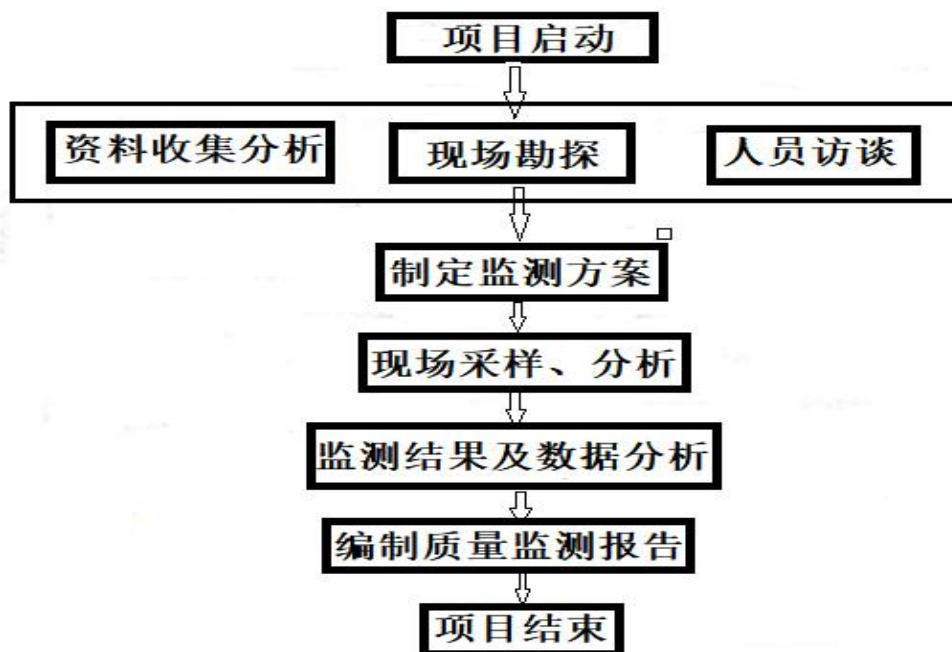 项目启动
资料收集分析 现场勘探 人员访谈
制定监测方案
现场采样、分析
监测结果及数据分析
编制质量监测报告
项目结束